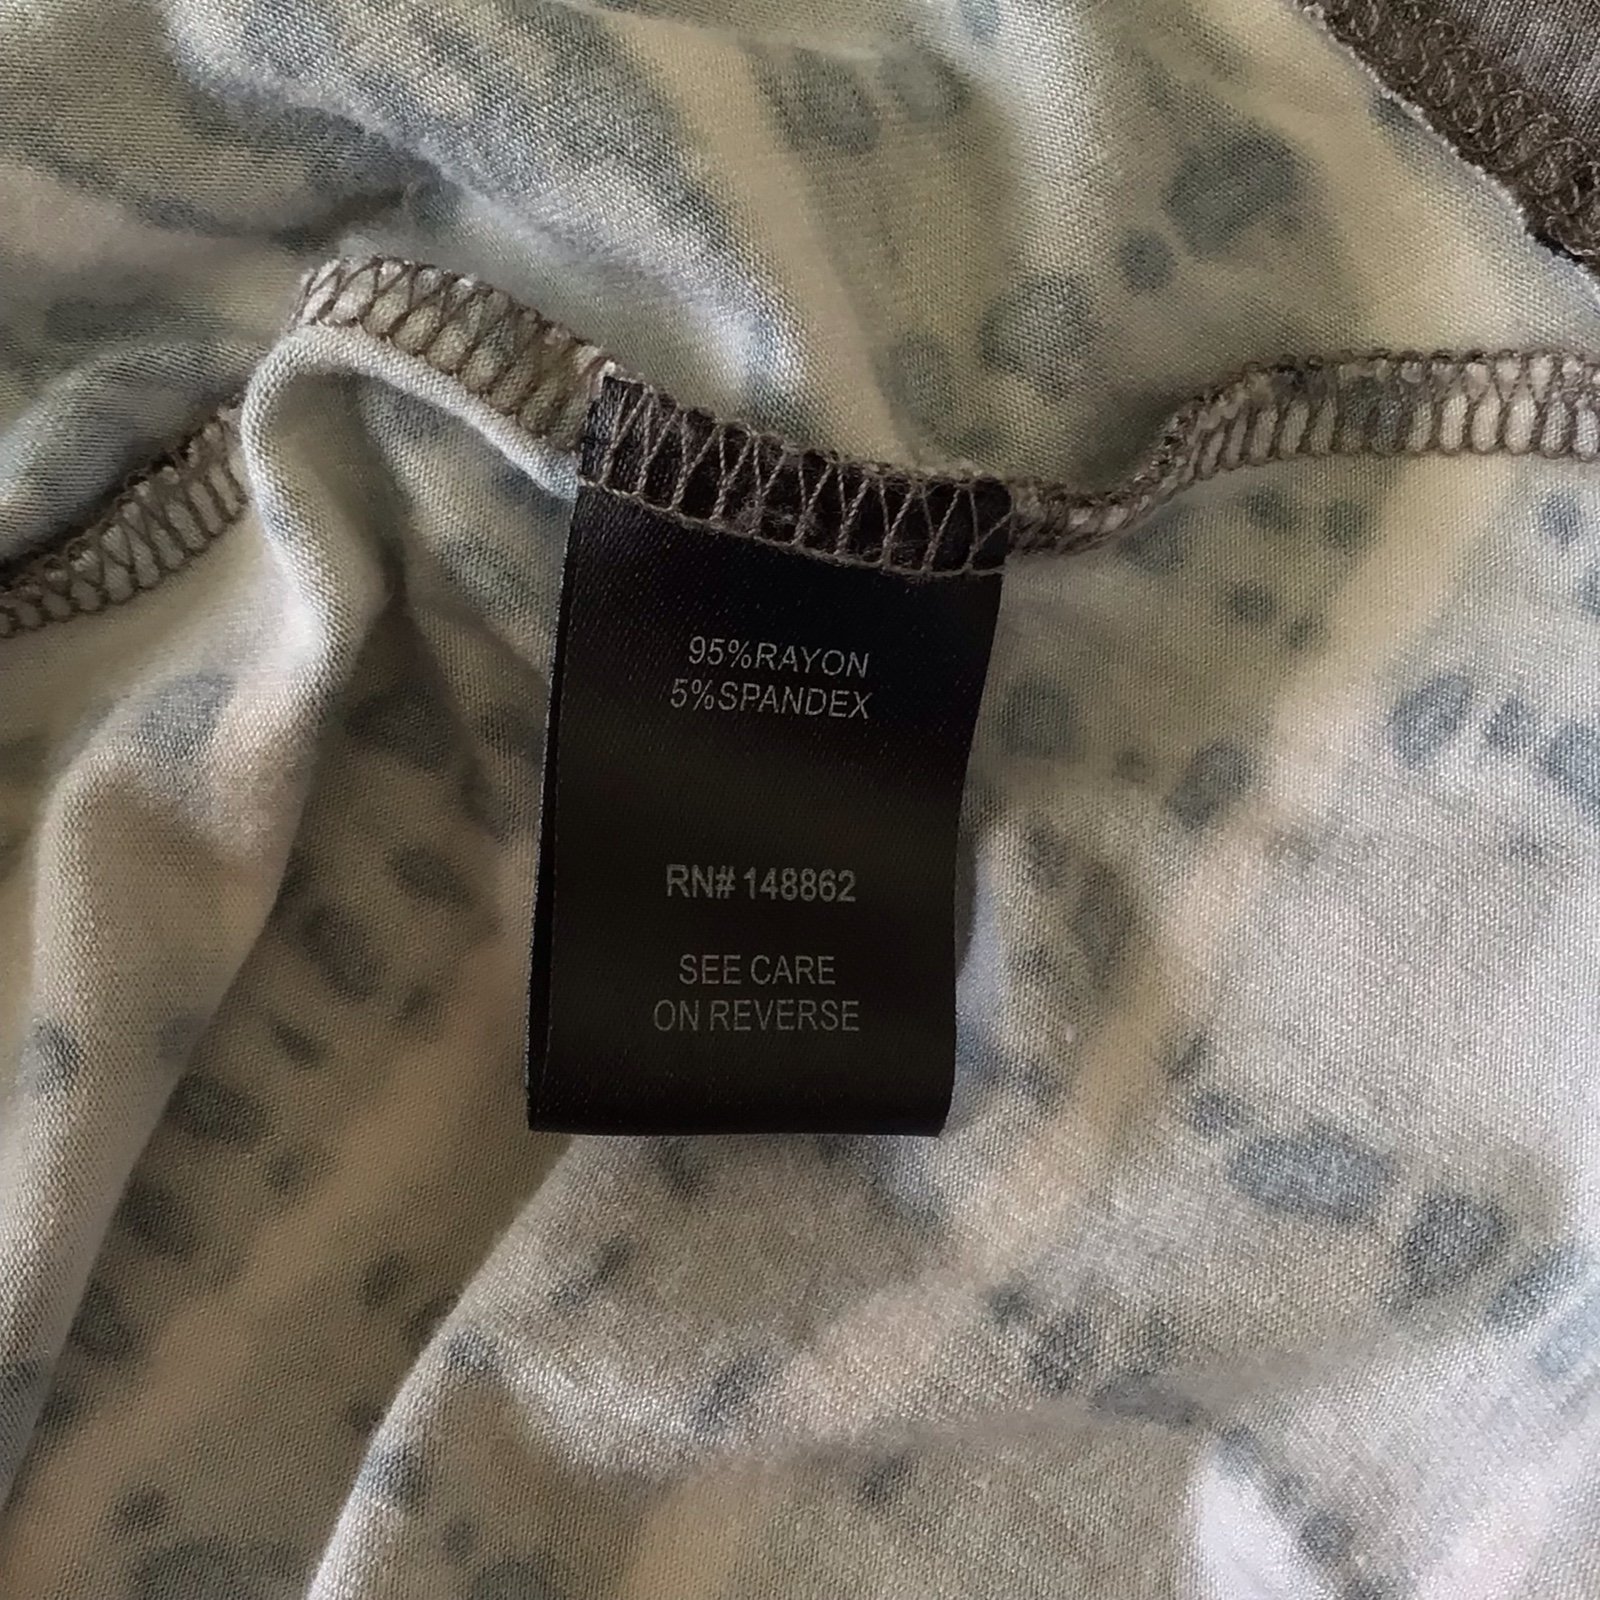 95%RAYON
5%SPANDEX
RN# 148862
SEE CARE
ON REVERSE